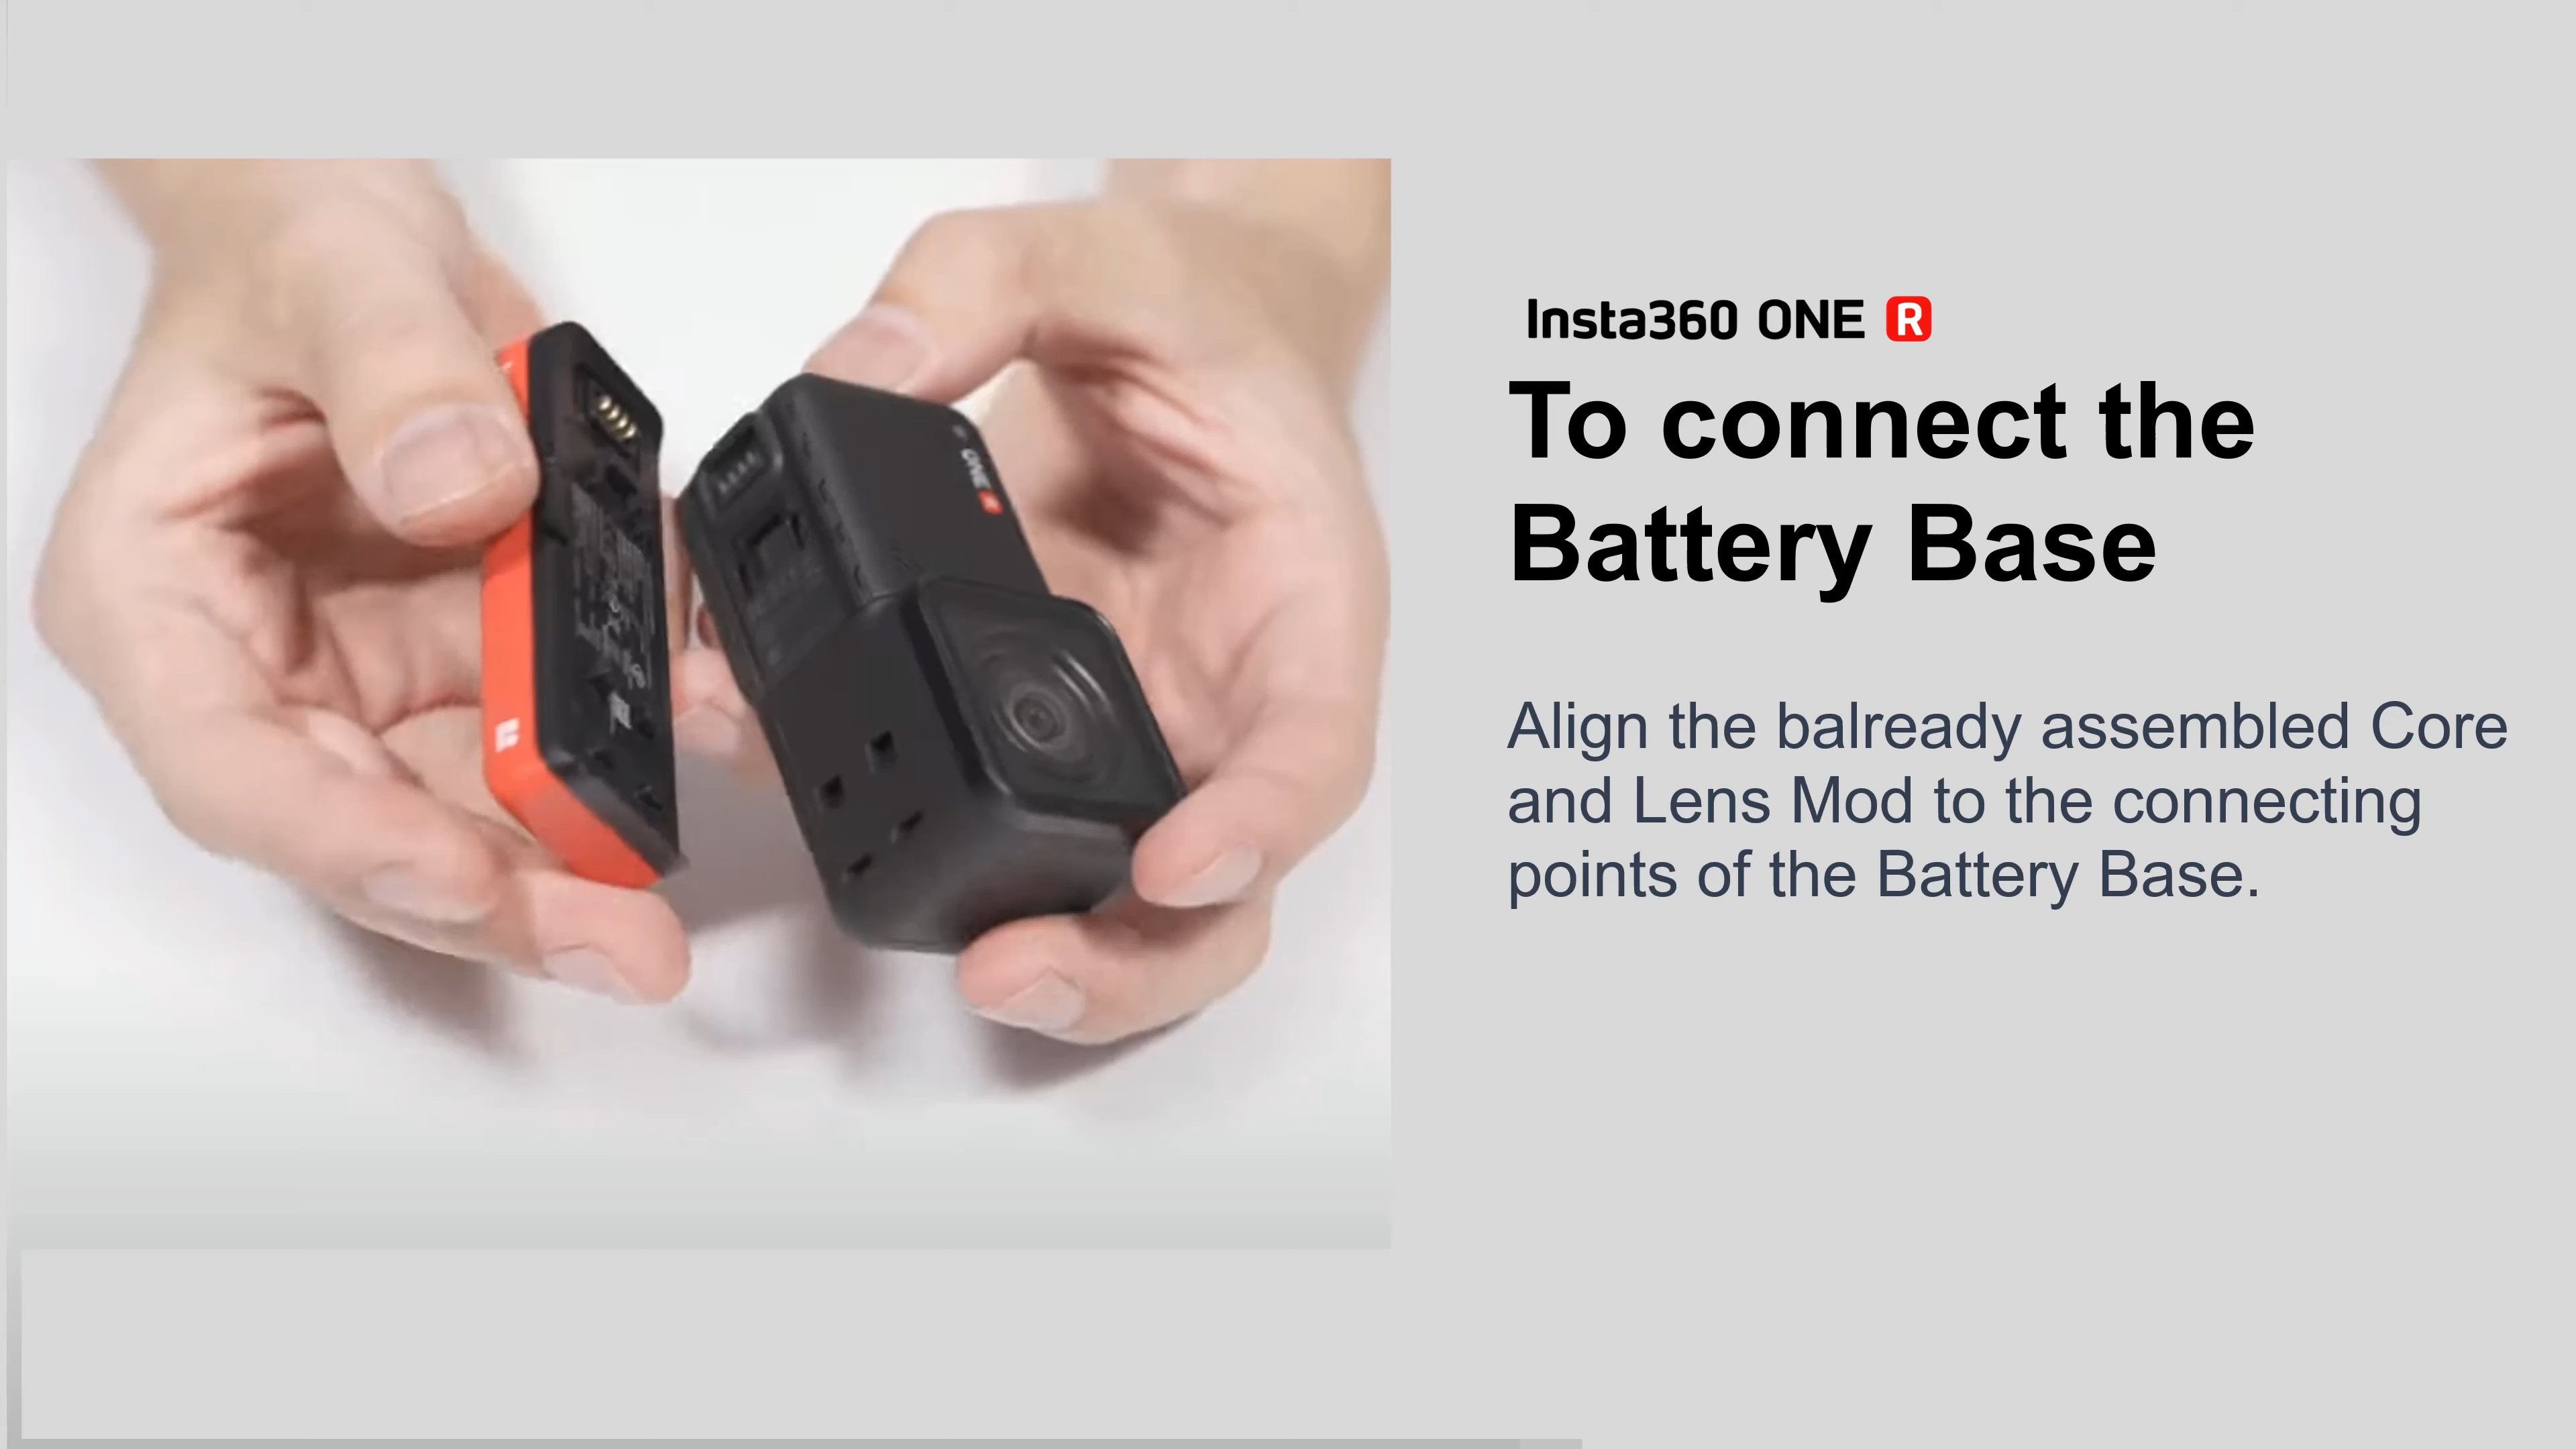 Insta360 ONE R
To connect the
Battery Base
Align the balready assembled Core
and Lens Mod to the connecting
points of the Battery Base.
ONE R